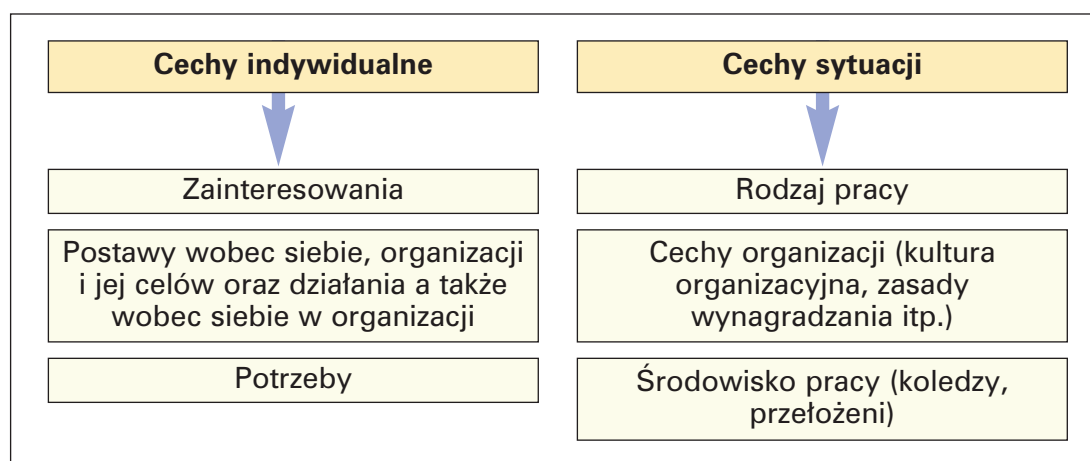 Cechy indywidualne
Zainteresowania
Postawy wobec siebie, organizacji
i jej celów oraz działania a także
wobec siebie w organizacji
Potrzeby
Cechy sytuacji
Rodzaj pracy
Cechy organizacji (kultura
organizacyjna, zasady
wynagradzania itp.)
Środowisko pracy (koledzy,
przełożeni)